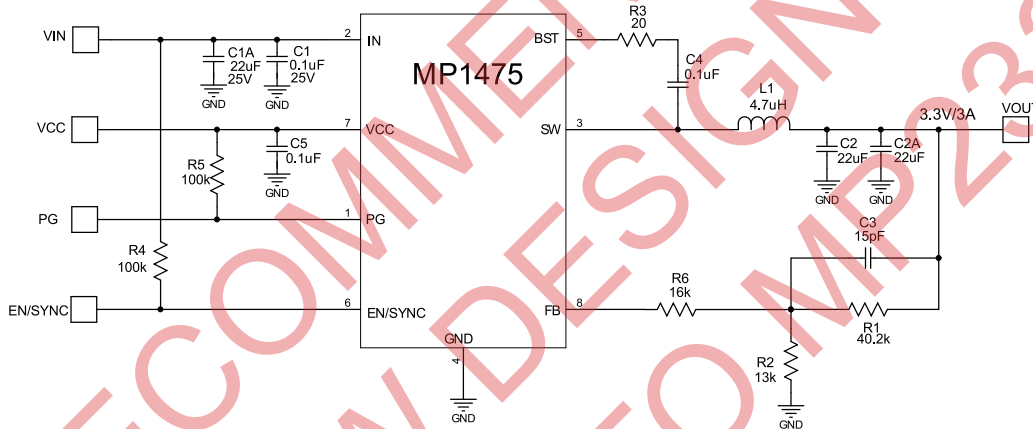 VIN
2
IN
C1A
22uF
25V
GND
C1
0.1uF
25V
GND
MP1475
BST
5
R3
20
C4
0.1uF
VCC
7
VCC
C5
0.1uF
GND
R5
100k
SW
3
L1
4.7uH
3.3V/3A
VOUT
C2
22uF
GND
C2A
22uF
GND
PG
1
PG
R4
100k
C3
15pF
EN/SYNC
6
EN/SYNC
FB
8
R6
16k
R1
40.2k
GND
4
GND
R2
13k
GND